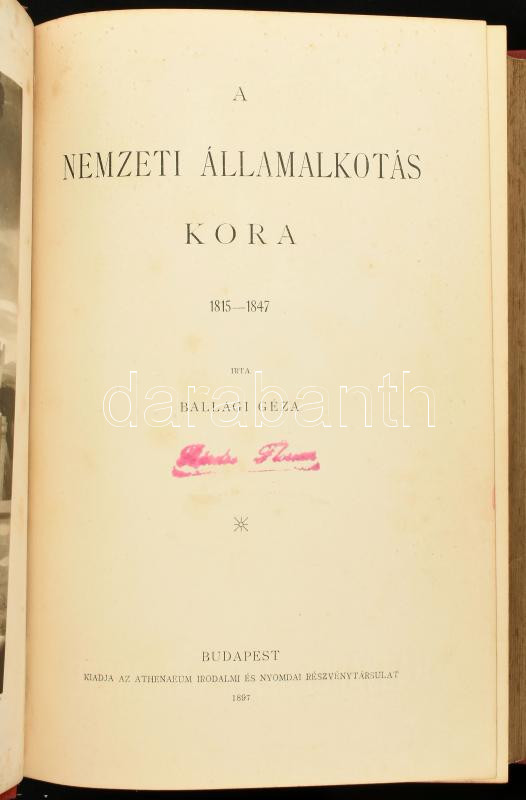 A
NEMZETI ÁLLAMALKOTÁS
KORA
1815—1847
IRTA
BALLAGI GÉZA
darabanth
BUDAPEST
KIADJA AZ ATHENAEUM IRODALMI ÉS NYOMDAI RÉSZVÉNYTÁRSULAT
1897